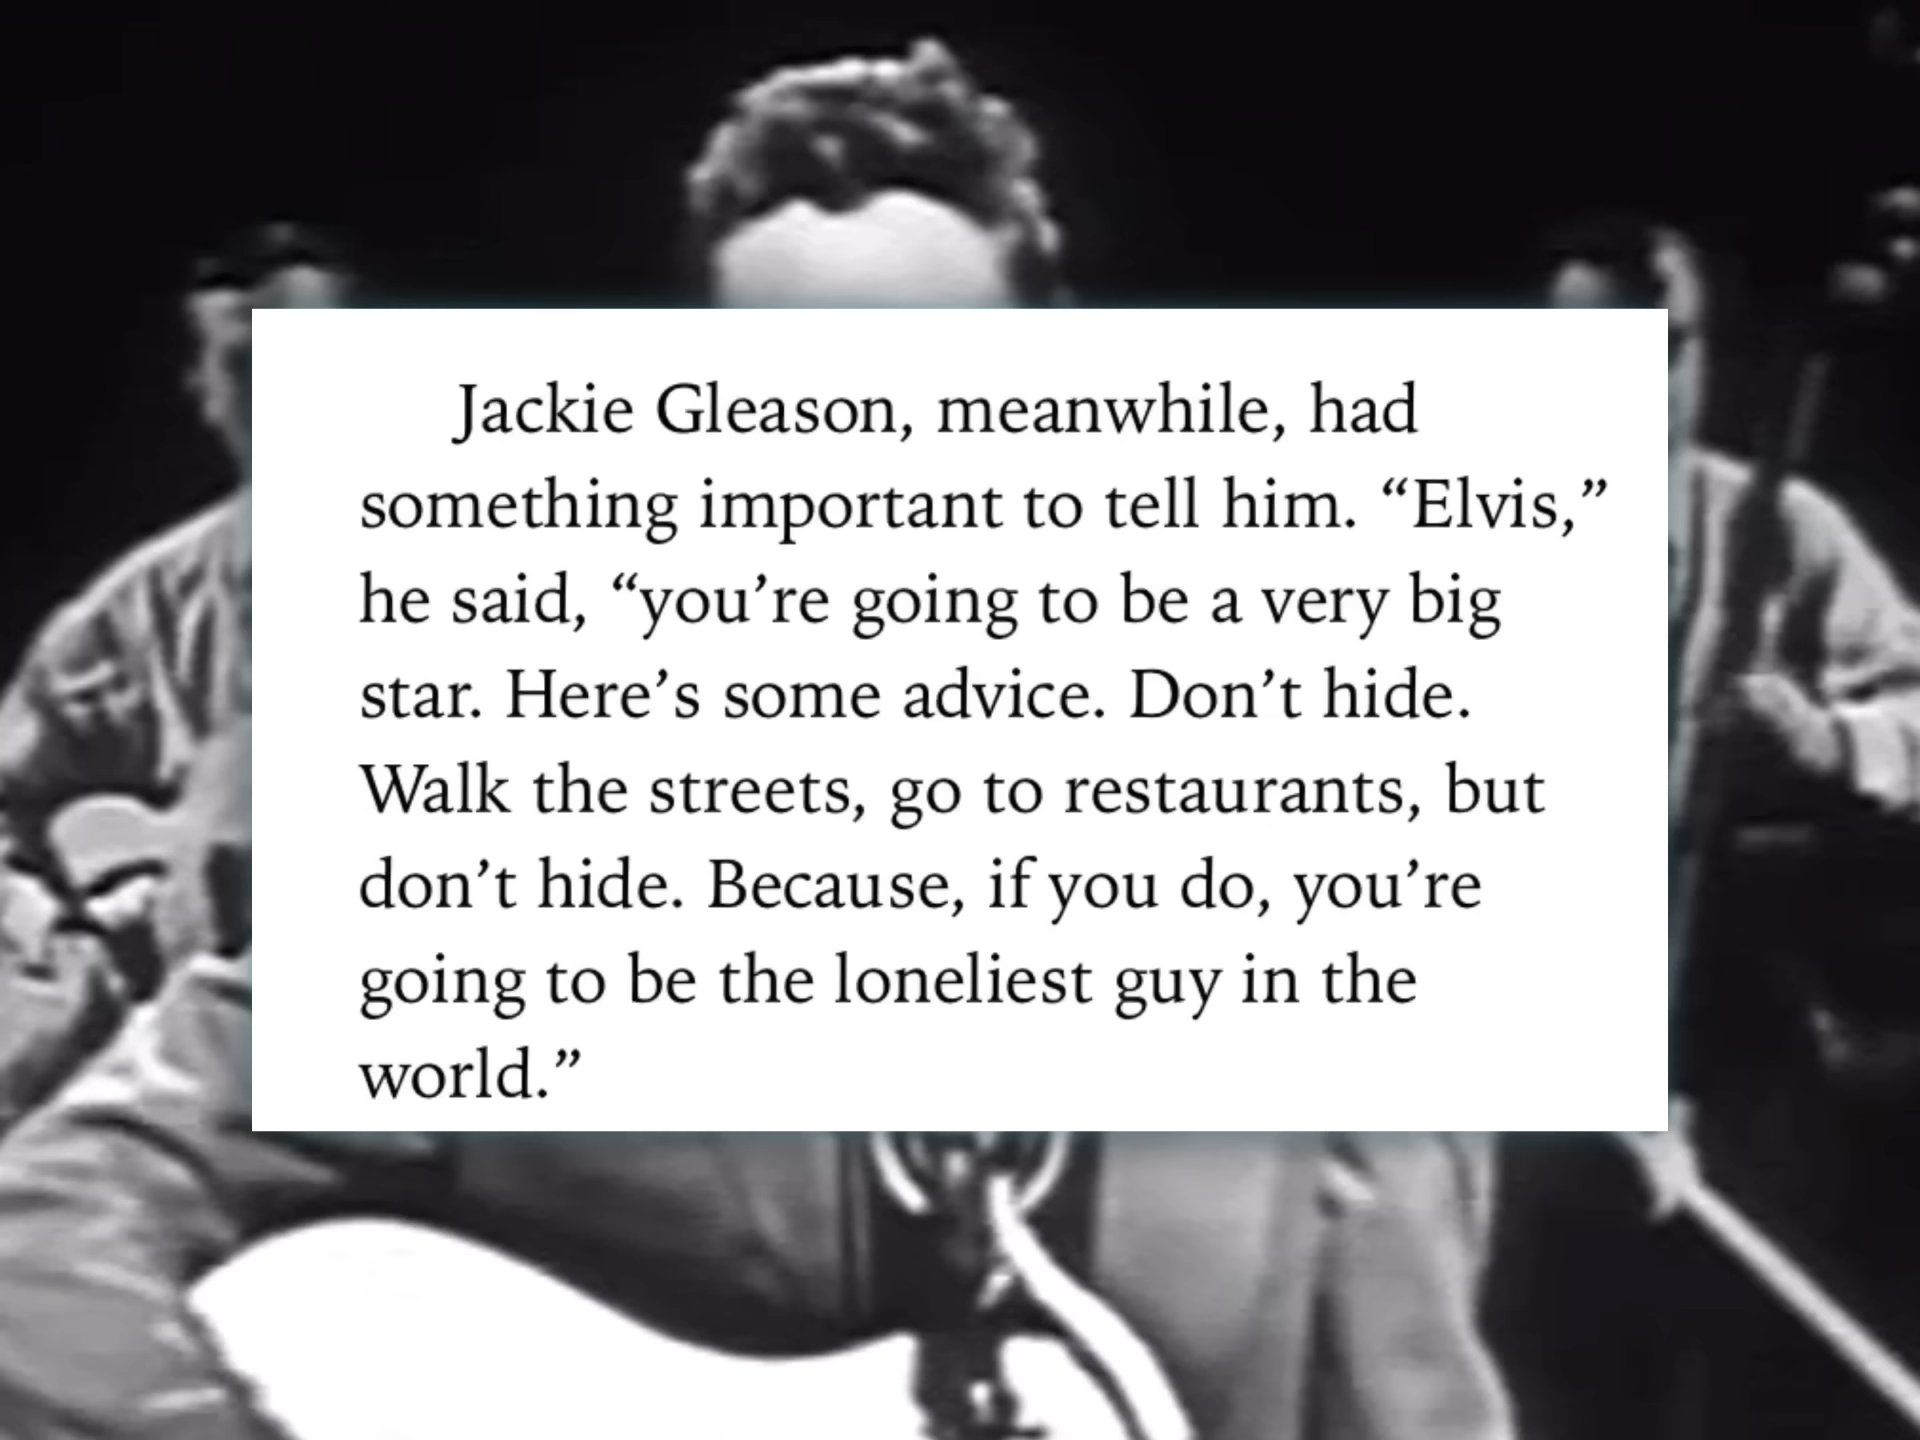 Jackie Gleason, meanwhile, had
something important to tell him. “Elvis,”
he said, “you’re going to be a very big
star. Here’s some advice. Don’t hide.
Walk the streets, go to restaurants, but
don’t hide. Because, if you do, you’re
going to be the loneliest guy in the
world.”